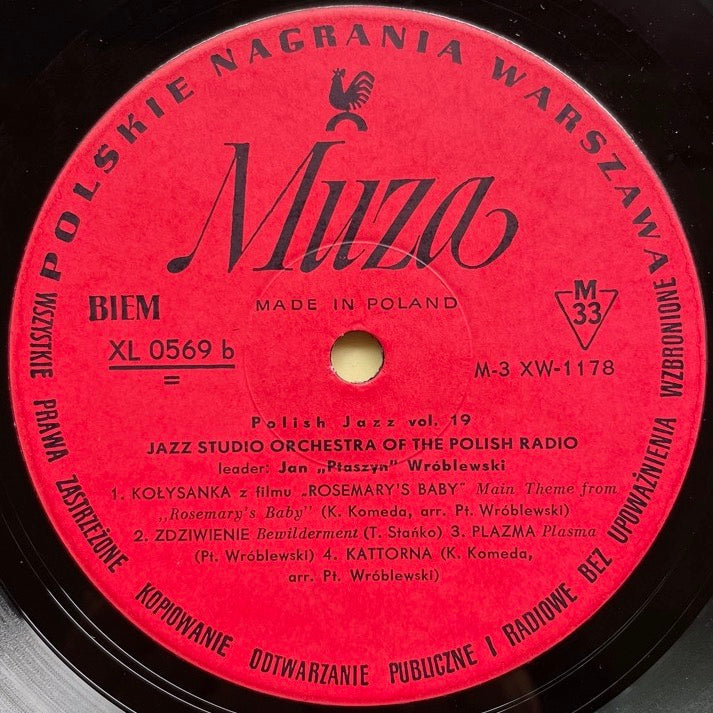 POLSKIE NAGRANIA WARSZAWA
Muza
MADE IN POLAND
BIEM
M
33
XL 0569 b
M-3 XW-1178
Polish Jazz vol. 19
JAZZ STUDIO ORCHESTRA OF THE POLISH RADIO
leader: Jan „Ptaszyn" Wróblewski
1. KOŁYSANKA z filmu „ROSEMARY'S BABY" Main Theme from
,,Rosemary's Baby" (K. Komeda, arr. Pt. Wróblewski)
2. ZDZIWIENIE Bewilderment (T. Stańko) 3. PLAZMA Plasma
(Pt. Wróblewski) 4. KATTORNA (K. Komeda,
arr. Pt. Wróblewski)
WSZYSTKIE PRAWA ZASTRZEŻONE KOPIOWANIE ODTWARZANIE PUBLICZNE I RADIOWE BEZ UPOWAŻNIENIA WZBRONIONE